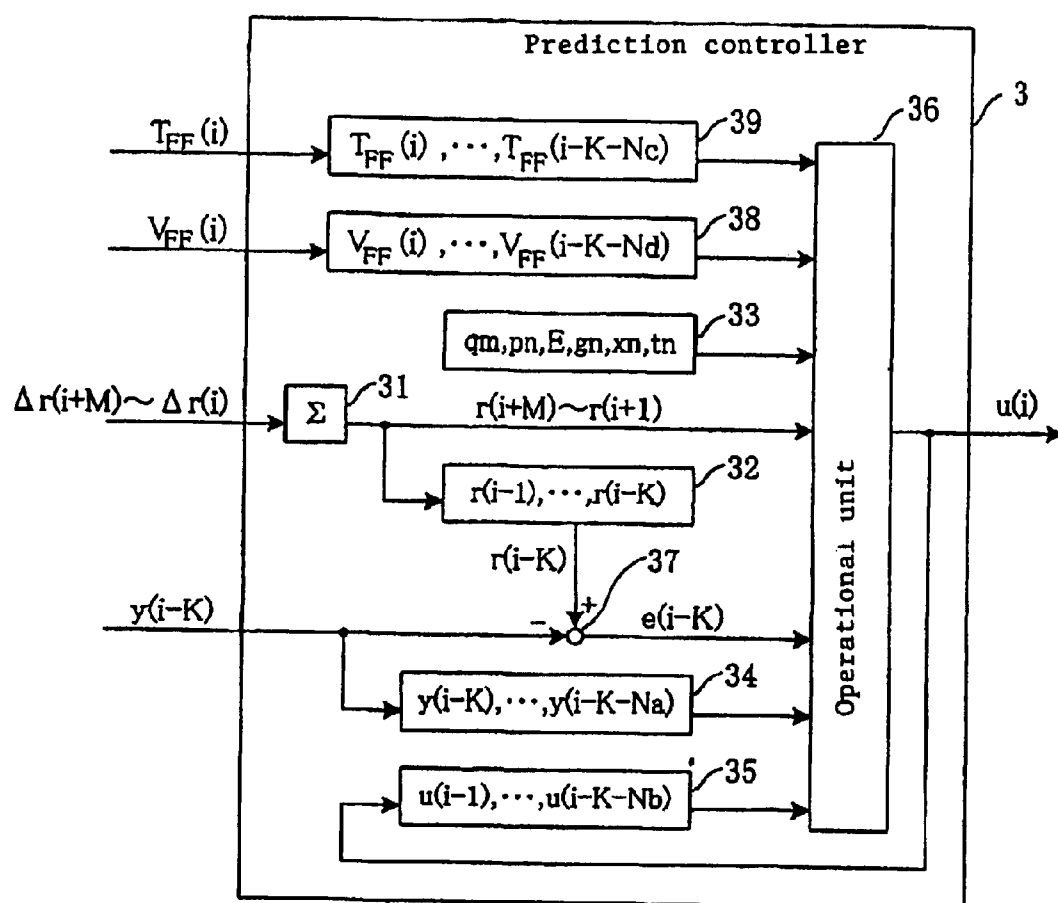 Prediction controller
3
36
T_FF(i)
39
T_FF(i),⋯,T_FF(i-K-Nc)
V_FF(i)
38
V_FF(i),⋯,V_FF(i-K-Nd)
33
qm,pn,E,gn,xn,tn
Δr(i+M)～Δr(i)
31
Σ
r(i+M)～r(i+1)
u(i)
32
r(i-1),⋯,r(i-K)
r(i-K)
37
+
y(i-K)
-
e(i-K)
34
y(i-K),⋯,y(i-K-Na)
35
u(i-1),⋯,u(i-K-Nb)
Operational unit